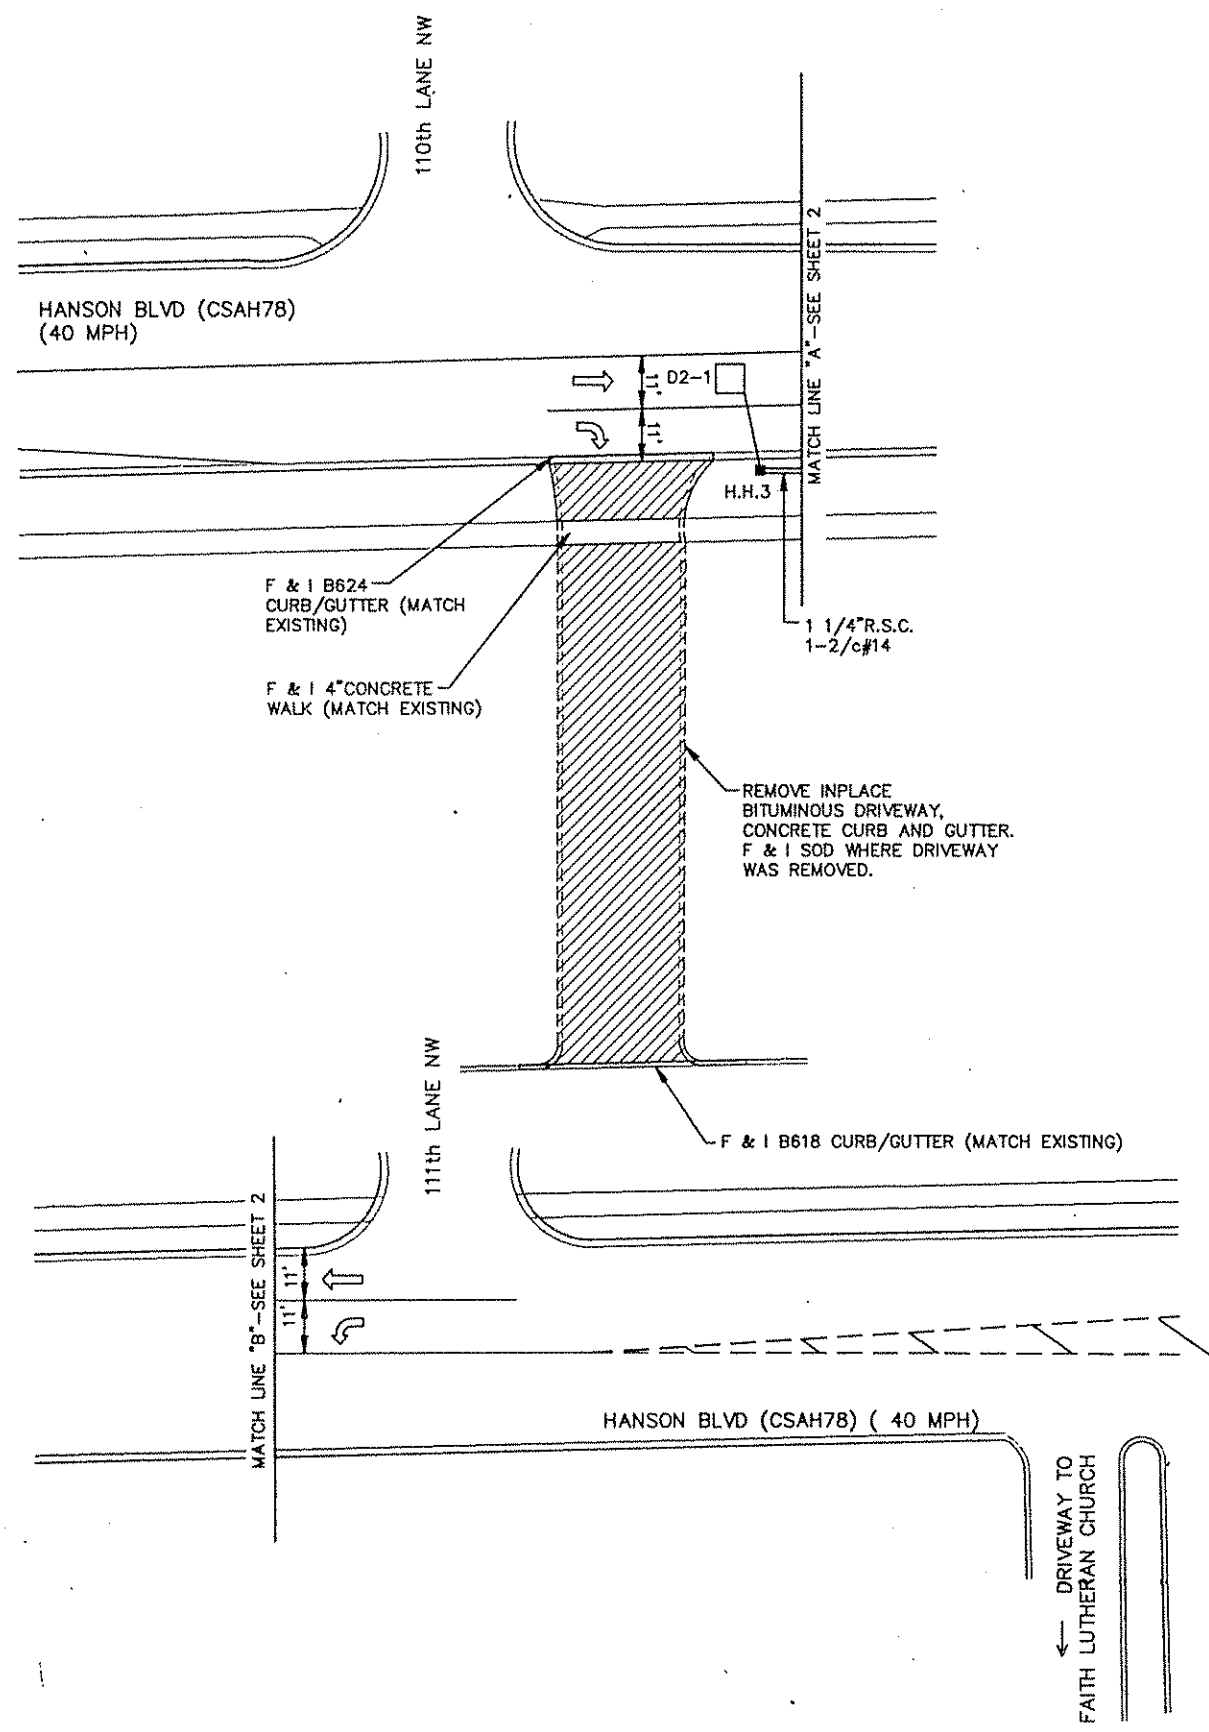 110th LANE NW
HANSON BLVD (CSAH78)
(40 MPH)
MATCH LINE "A"-SEE SHEET 2
11'
D2-1
11'
H.H.3
F & I B624
CURB/GUTTER (MATCH
EXISTING)
1 1/4"R.S.C.
1-2/c#14
F & I 4"CONCRETE
WALK (MATCH EXISTING)
REMOVE INPLACE
BITUMINOUS DRIVEWAY,
CONCRETE CURB AND GUTTER.
F & I SOD WHERE DRIVEWAY
WAS REMOVED.
111th LANE NW
F & I B618 CURB/GUTTER (MATCH EXISTING)
MATCH LINE "B"-SEE SHEET 2
11'
11'
HANSON BLVD (CSAH78) ( 40 MPH)
← DRIVEWAY TO
FAITH LUTHERAN CHURCH